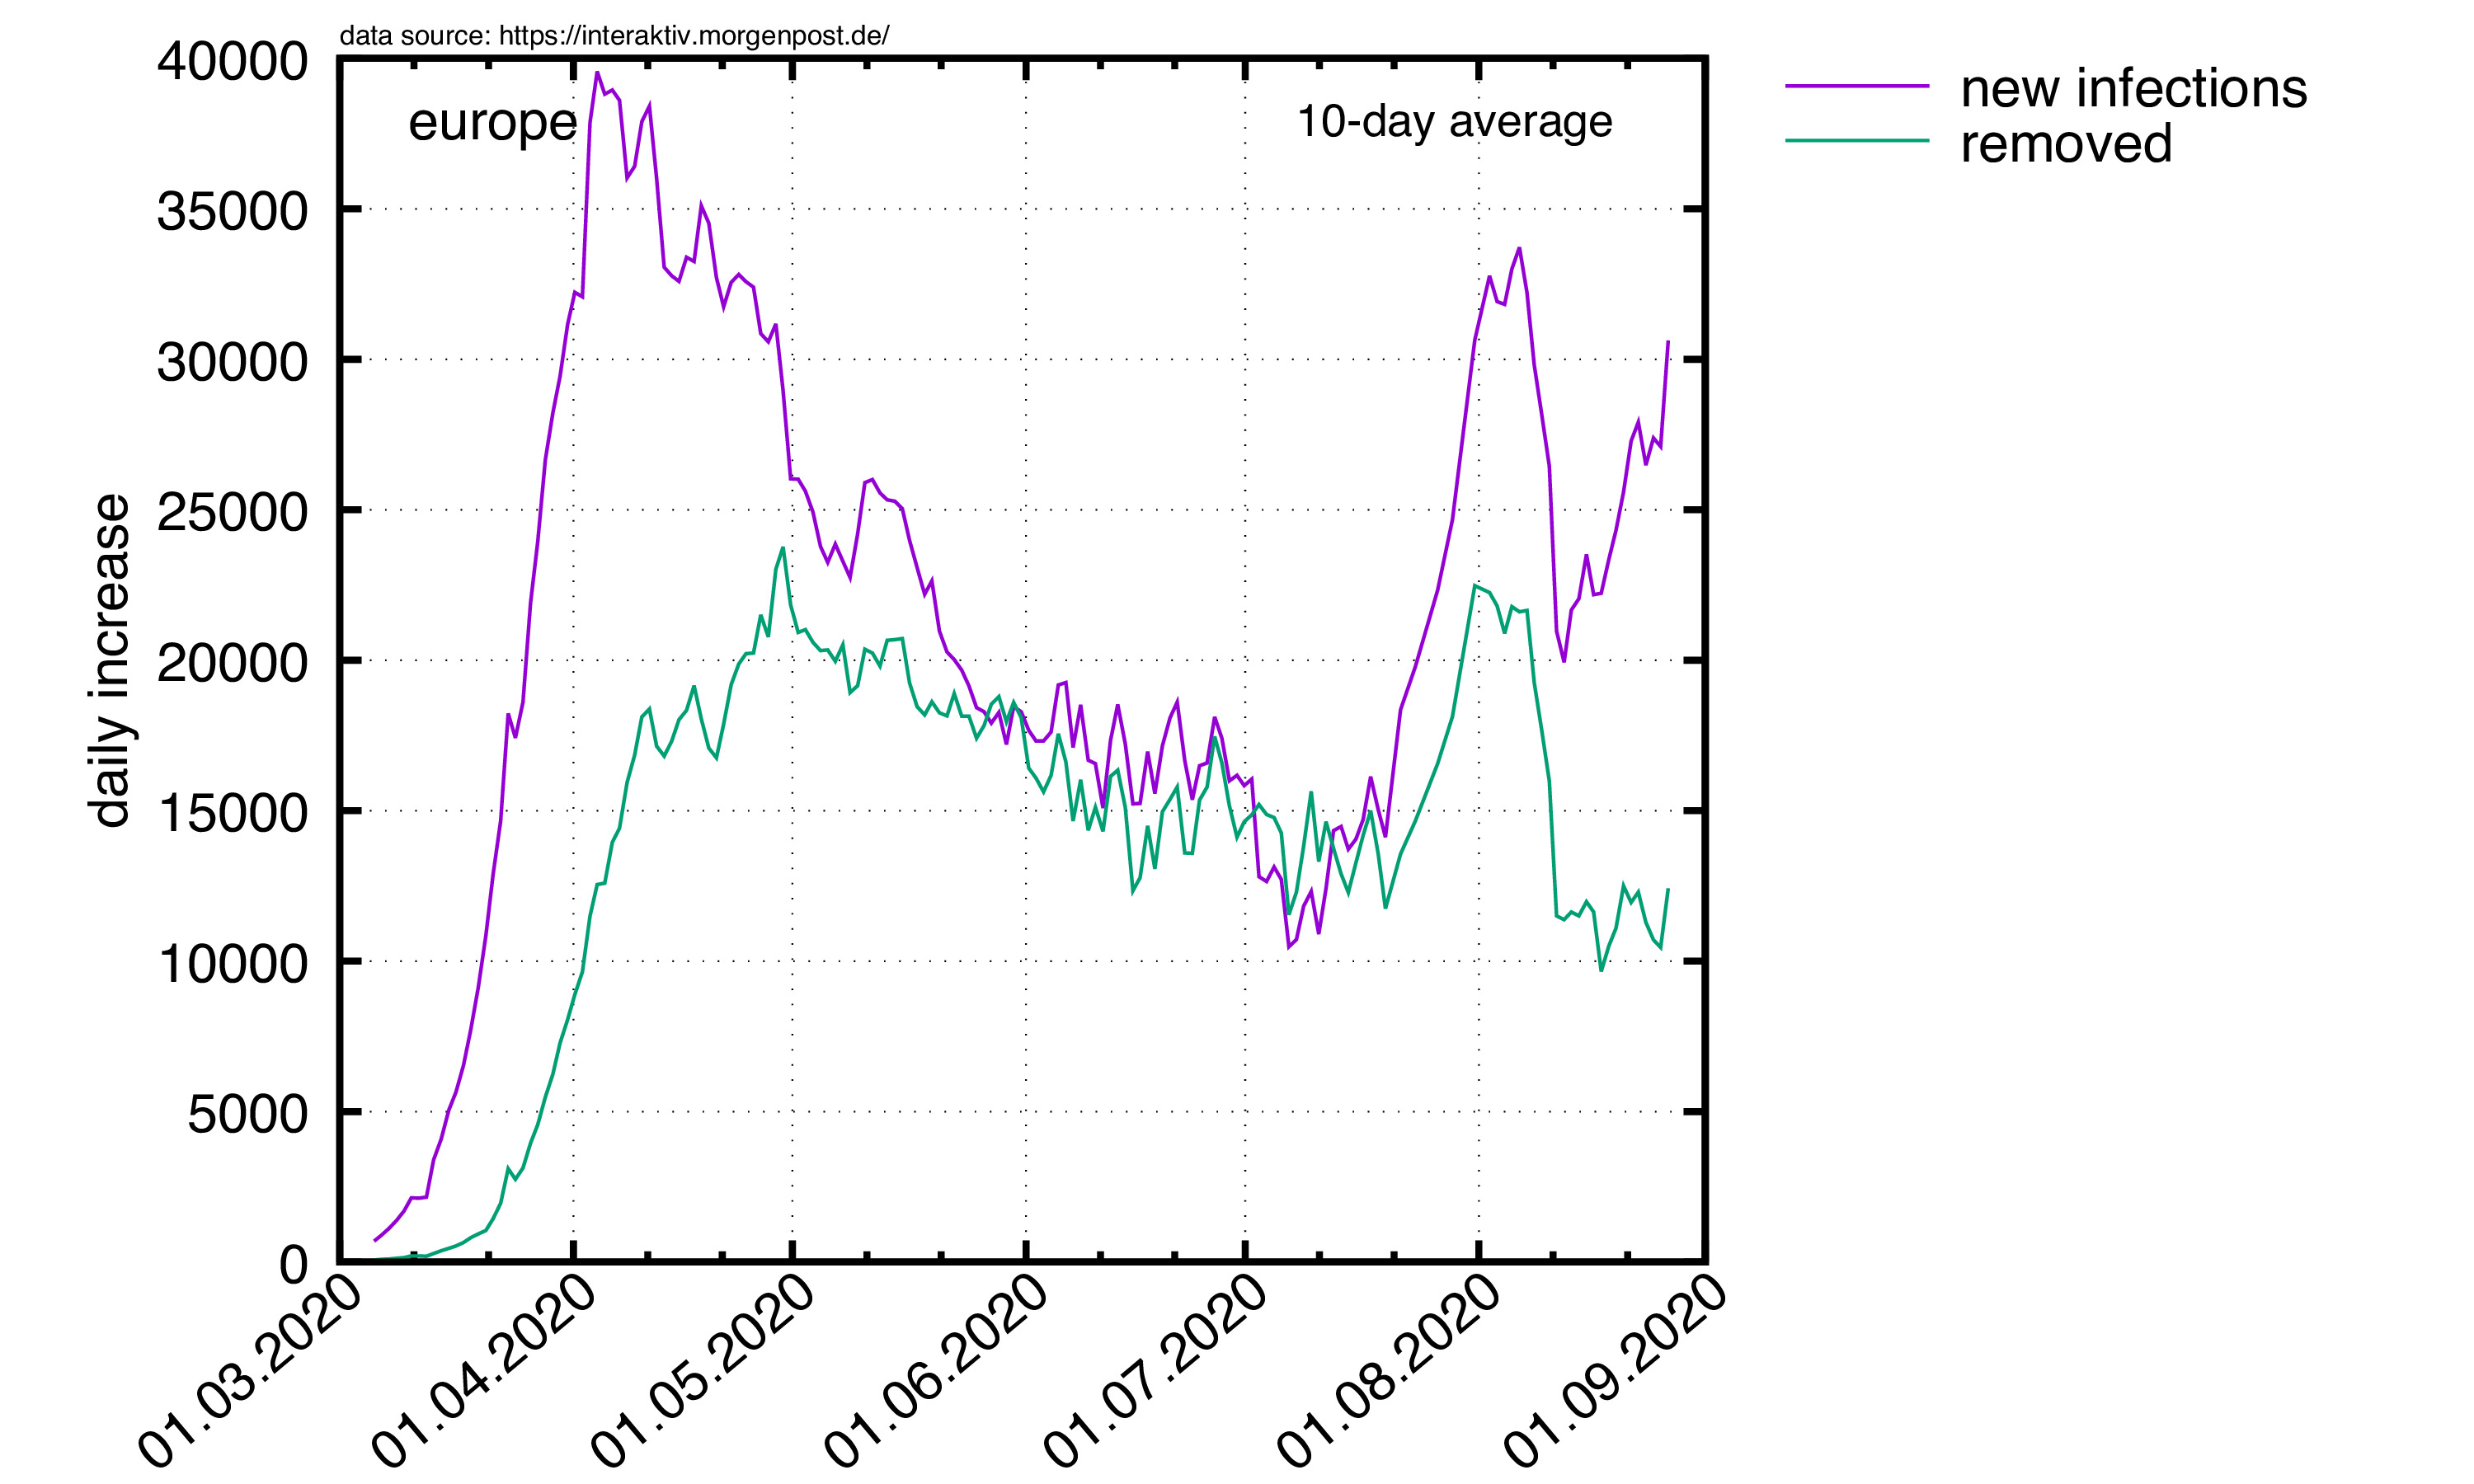 data source: https://interaktiv.morgenpost.de/
40000
europe
10-day average
new infections
removed
35000
30000
25000
20000
15000
10000
5000
0
daily increase
01.03.2020
01.04.2020
01.05.2020
01.06.2020
01.07.2020
01.08.2020
01.09.2020